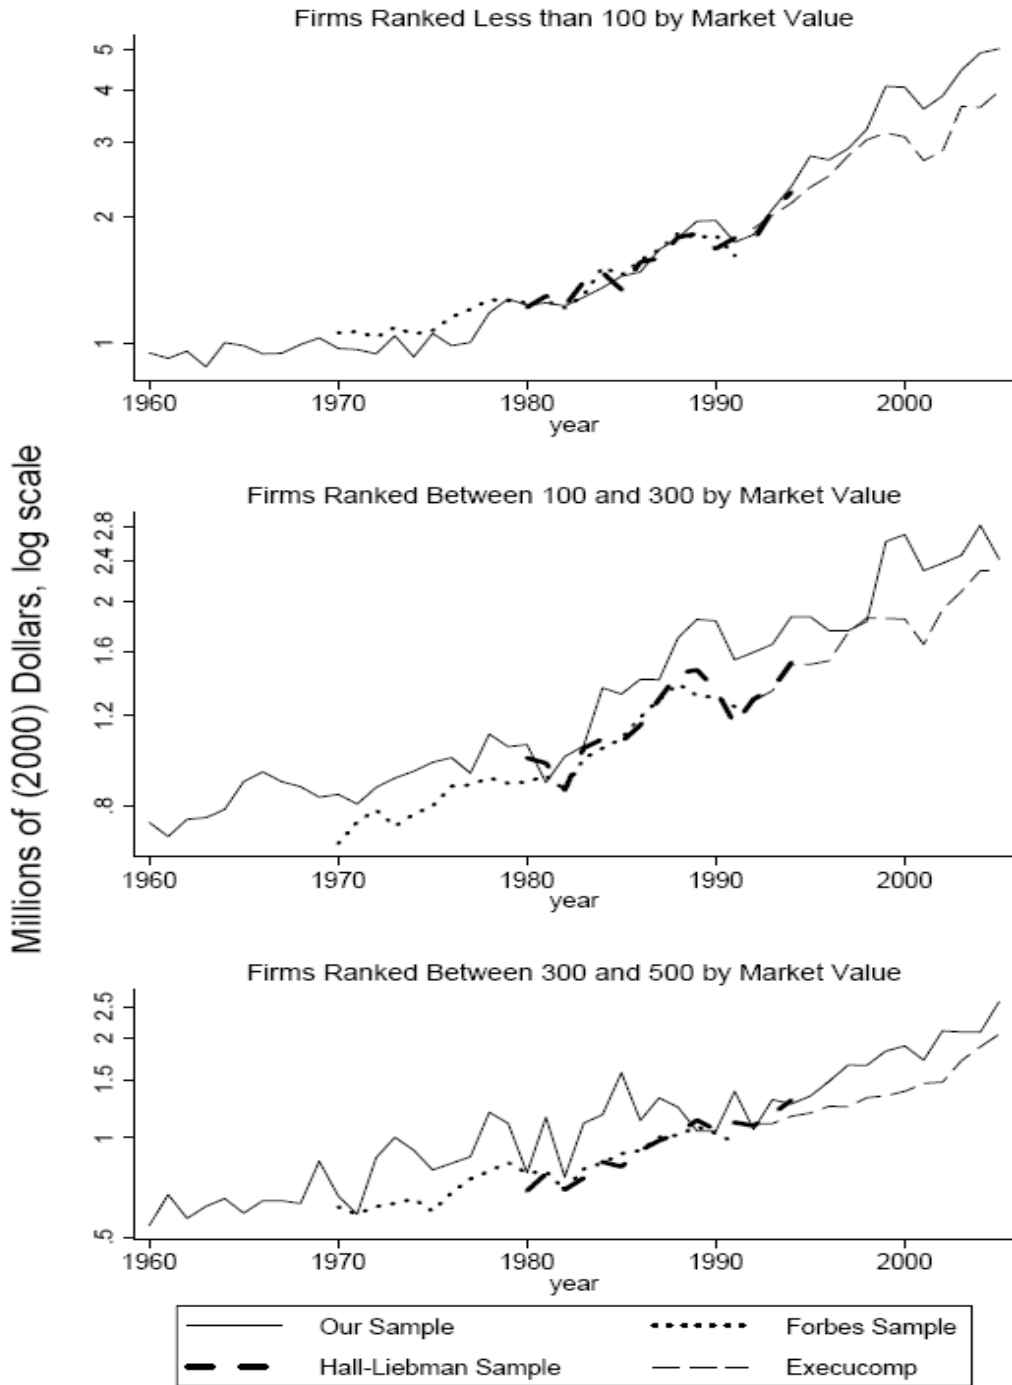 Firms Ranked Less than 100 by Market Value
5
4
3
2
1
1960 1970 1980 1990 2000
year
Millions of (2000) Dollars, log scale
Firms Ranked Between 100 and 300 by Market Value
2.8
2.4
2
1.6
1.2
.8
1960 1970 1980 1990 2000
year
Firms Ranked Between 300 and 500 by Market Value
2.5
2
1.5
1
.5
1960 1970 1980 1990 2000
year
Our Sample Forbes Sample
Hall-Liebman Sample Execucomp